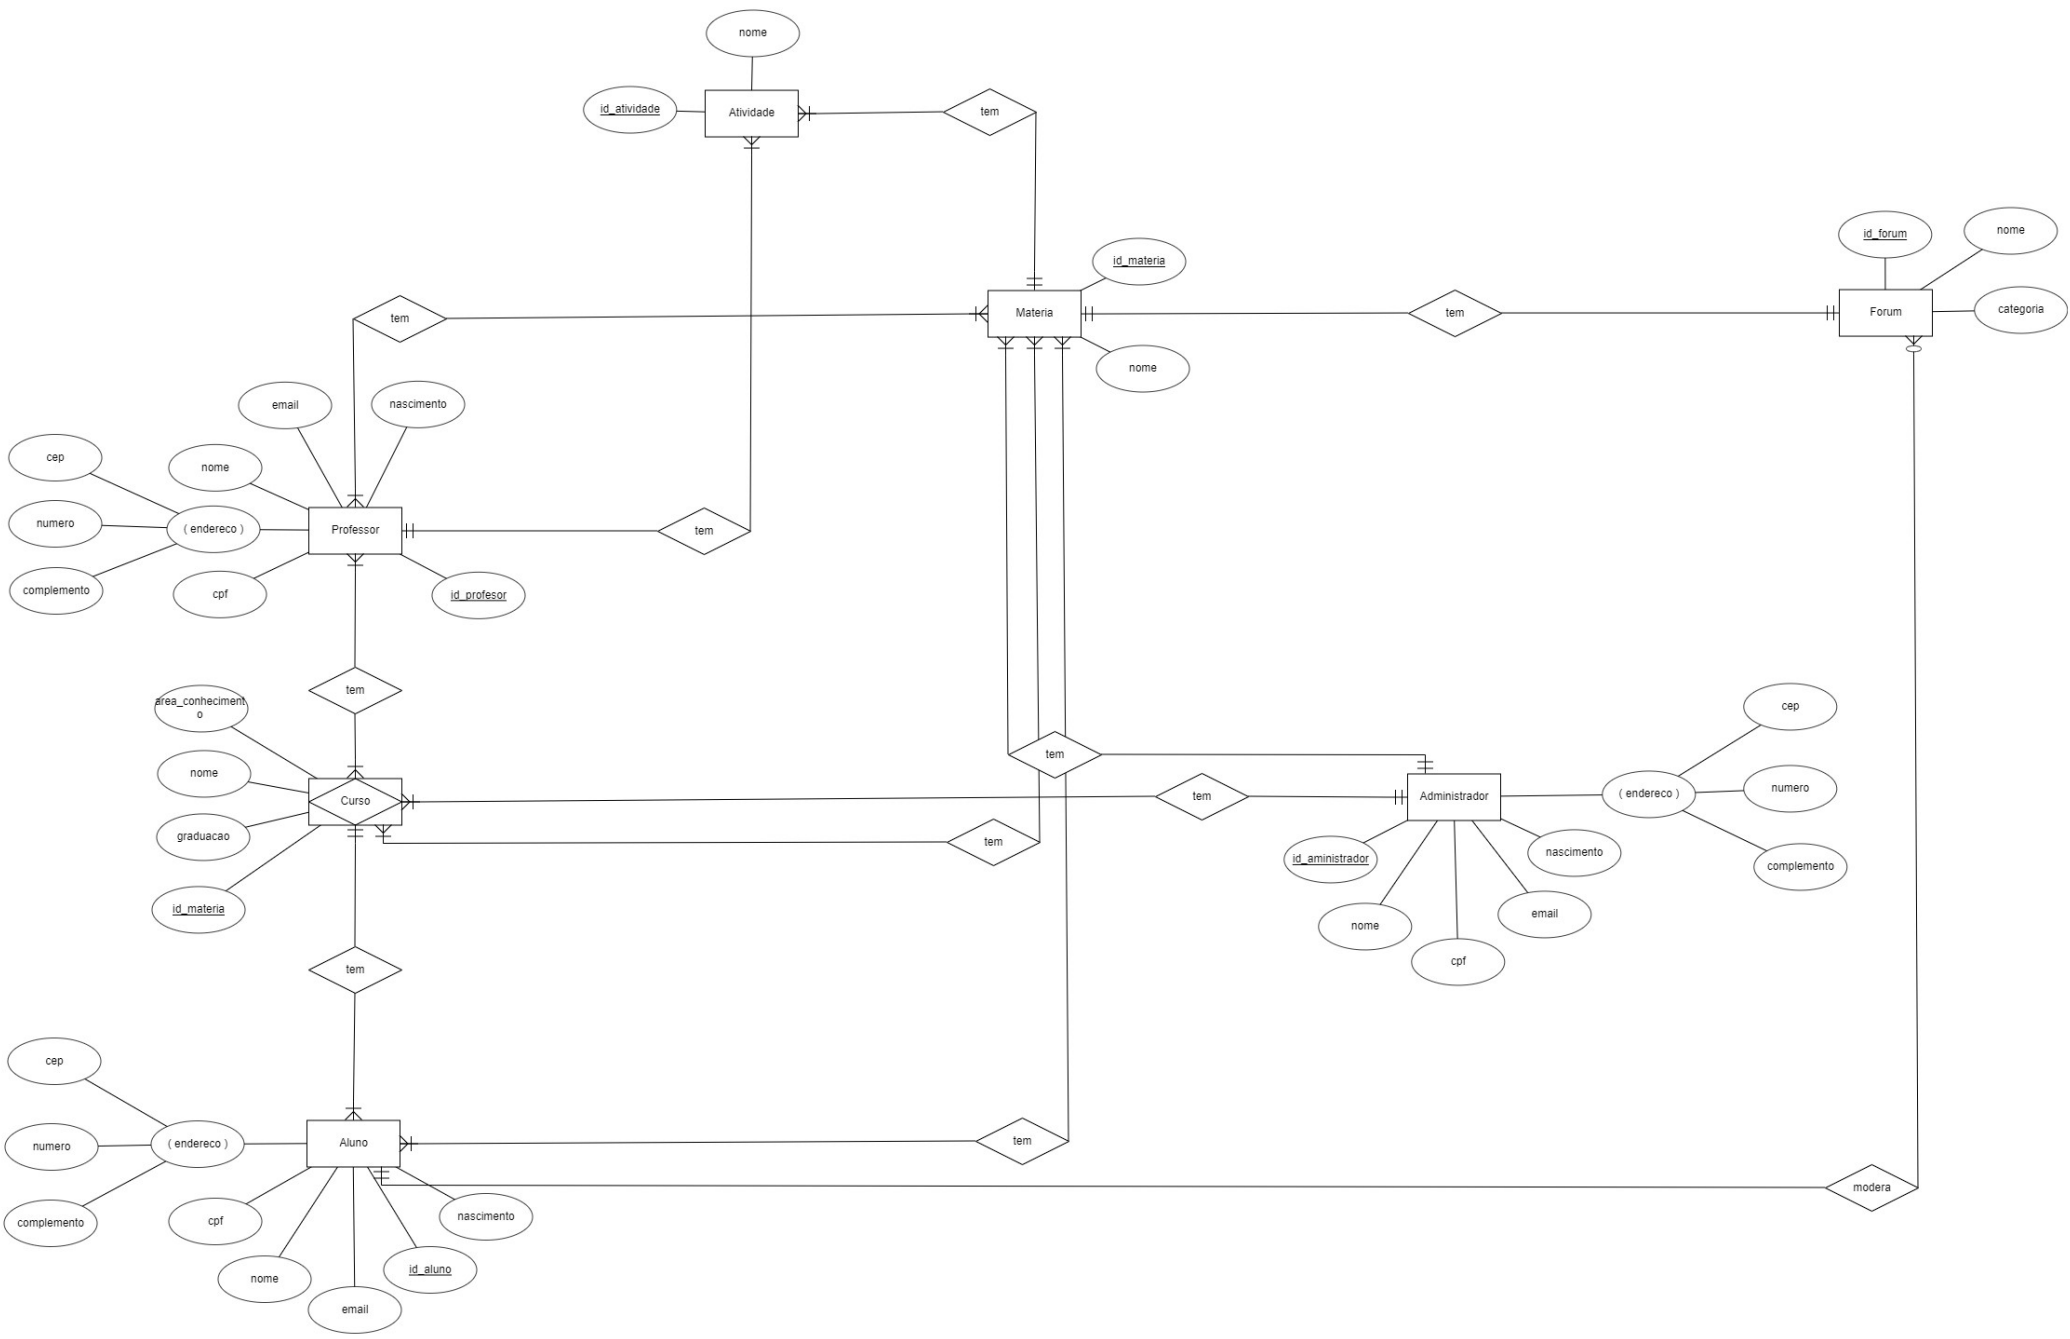 nome
id_atividade
Atividade
tem
id_forum
nome
id_materia
tem
Materia
tem
Forum
categoria
nome
email
nascimento
cep
nome
numero
( endereco )
Professor
tem
complemento
cpf
id_profesor
tem
area_conheciment
o
cep
tem
nome
Curso
tem
Administrador
( endereco )
numero
graduacao
tem
id_aministrador
nascimento
complemento
id_materia
nome
email
cpf
tem
cep
numero
( endereco )
Aluno
tem
modera
complemento
cpf
nascimento
nome
id_aluno
email